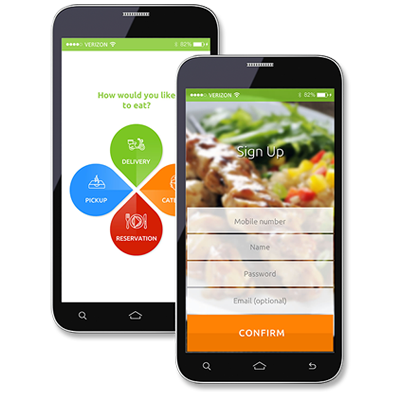 VERIZON
82%
How would you like
to eat?
DELIVERY
PICKUP
CATE
RESERVATION
VERIZON
82%
Sign Up
Mobile number
Name
Password
Email (optional)
CONFIRM